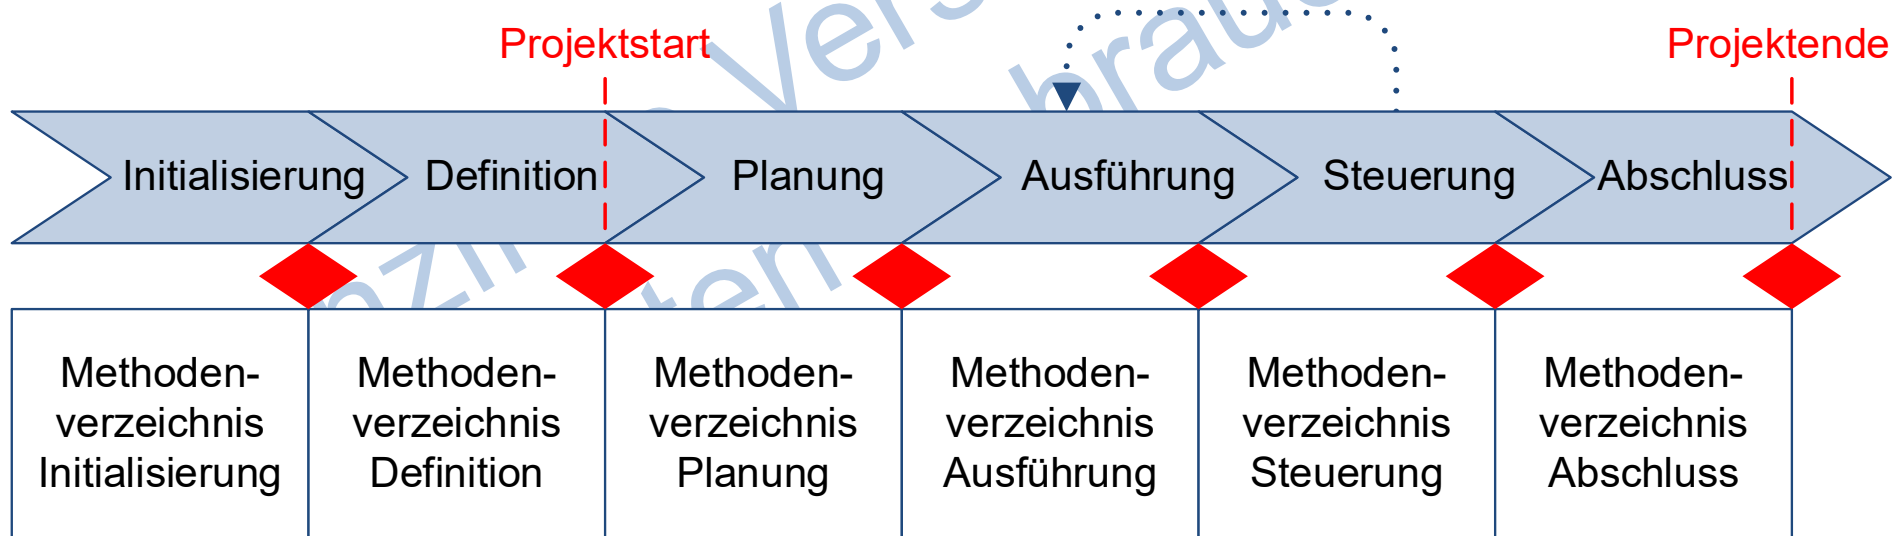 Projektstart
Projektende
Initialisierung
Definition
Planung
Ausführung
Steuerung
Abschluss
Methoden-
verzeichnis
Initialisierung
Methoden-
verzeichnis
Definition
Methoden-
verzeichnis
Planung
Methoden-
verzeichnis
Ausführung
Methoden-
verzeichnis
Steuerung
Methoden-
verzeichnis
Abschluss